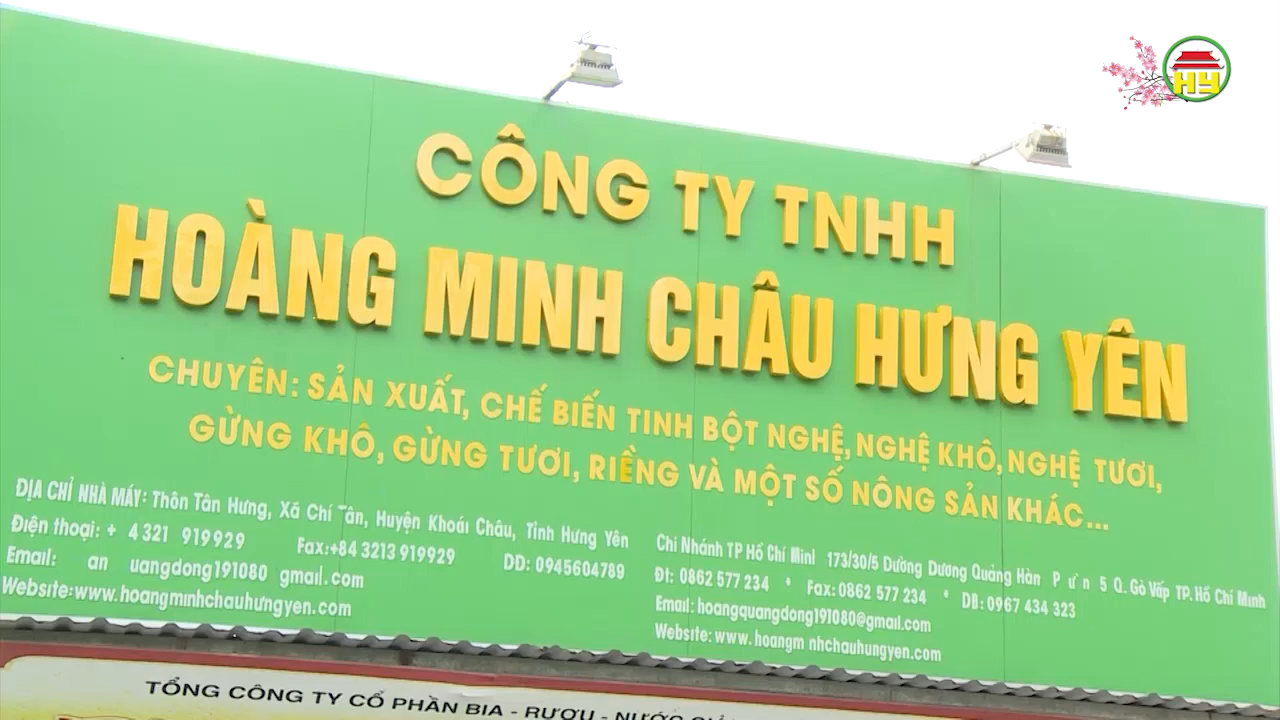 HY
CÔNG TY TNHH
HOÀNG MINH CHÂU HƯNG YÊN
CHUYÊN: SẢN XUẤT, CHẾ BIẾN TINH BỘT NGHỆ, NGHỆ KHÔ, NGHỆ TƯƠI,
GỪNG KHÔ, GỪNG TƯƠI, RIỀNG VÀ MỘT SỐ NÔNG SẢN KHÁC...
ĐỊA CHỈ NHÀ MÁY: Thôn Tân Hưng, Xã Chí Tân, Huyện Khoái Châu, Tỉnh Hưng Yên
Điện thoại: + 4 321 919929 Fax:+84 3213 919929 DĐ: 0945604789
Email: an uangdong191080 gmail.com
Website: www.hoangminhchauhungyen.com
Chi Nhánh TP Hồ Chí Minl 173/30/5 Đường Dương Quảng Hàn P ư n 5 Q. Gò Vấp TP. Hồ Chí Minh
Đt: 0862 577 234 * Fax: 0862 577 234 * DĐ: 0967 434 323
Email: hoangquangdong191080@gmail.com
Website: www.hoangm nhchauhungyen.com
TỔNG CÔNG TY CỔ PHẦN BIA - RƯỢU - NƯỚC GIẢI